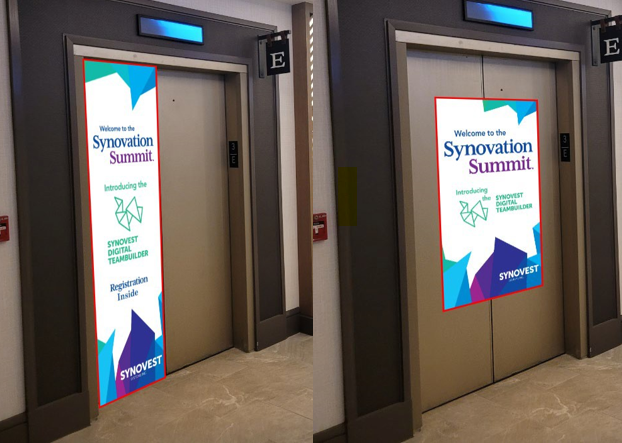 E
Welcome to the
Synovation
Summit.
Introducing the
SYNOVEST
DIGITAL
TEAMBUILDER
Registration
Inside
SYNOVEST
E
Welcome to the
Synovation
Summit.
Introducing
the
SYNOVEST
DIGITAL
TEAMBUILDER
SYNOVEST